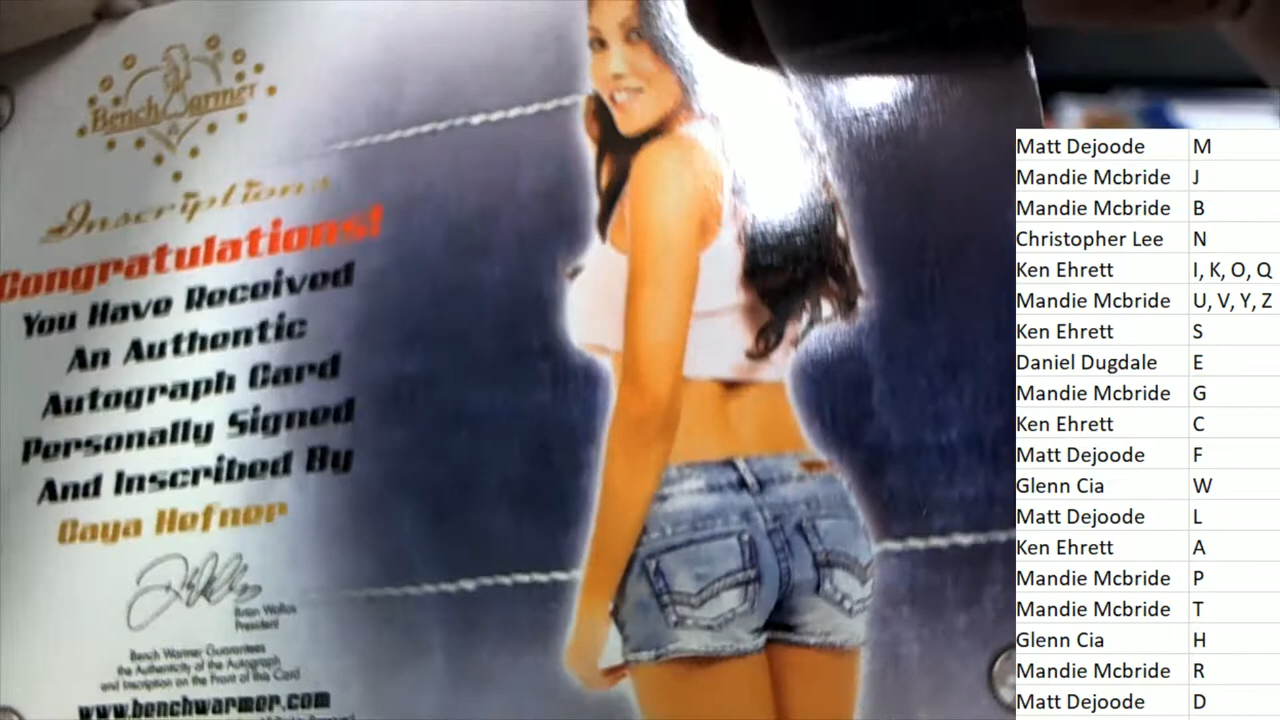 BenchWarmer
Inscriptions
Congratulations!
You Have Received
An Authentic
Autograph Card
Personally Signed
And Inscribed By
Caya Hefner
Brian Wallos
President
Bench Warmer Guarantees
the Authenticity of the Autograph
and Inscription on the Front of this Card
www.benchwarmer.com
Matt Dejoode M
Mandie Mcbride J
Mandie Mcbride B
Christopher Lee N
Ken Ehrett I, K, O, Q
Mandie Mcbride U, V, Y, Z
Ken Ehrett S
Daniel Dugdale E
Mandie Mcbride G
Ken Ehrett C
Matt Dejoode F
Glenn Cia W
Matt Dejoode L
Ken Ehrett A
Mandie Mcbride P
Mandie Mcbride T
Glenn Cia H
Mandie Mcbride R
Matt Dejoode D